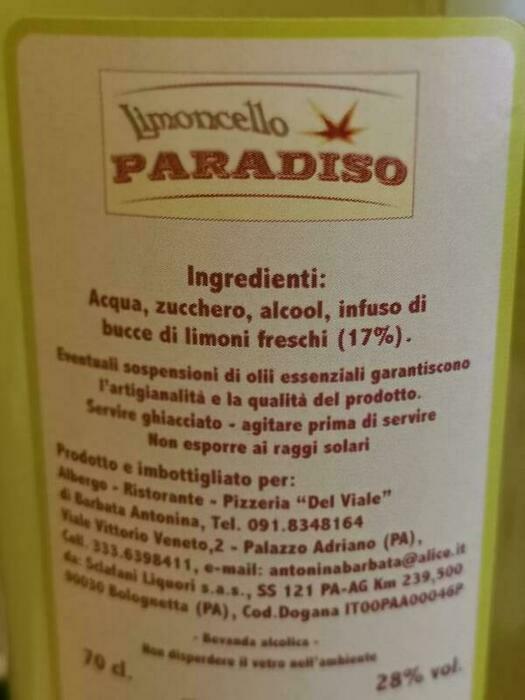 Limoncello
PARADISO
Ingredienti:
Acqua, zucchero, alcool, infuso di
bucce di limoni freschi (17%).
Eventuali sospensioni di olii essenziali garantiscono
l'artigianalità e la qualità del prodotto.
Servire ghiacciato - agitare prima di servire
Non esporre ai raggi solari
Prodotto e imbottigliato per:
Albergo - Ristorante - Pizzeria "Del Viale"
di Barbata Antonina, Tel. 091.8348164
Viale Vittorio Veneto,2 - Palazzo Adriano (PA),
Cell. 333.6398411, e-mail: antoninabarbata@alice.it
da: Sclafani Liquori s.a.s., SS 121 PA-AG Km 239,500
90030 Bolognetta (PA), Cod.Dogana IT00PAA00046P
- Bevanda alcolica -
Non disperdere il vetro nell'ambiente
70 cl.
28% vol.